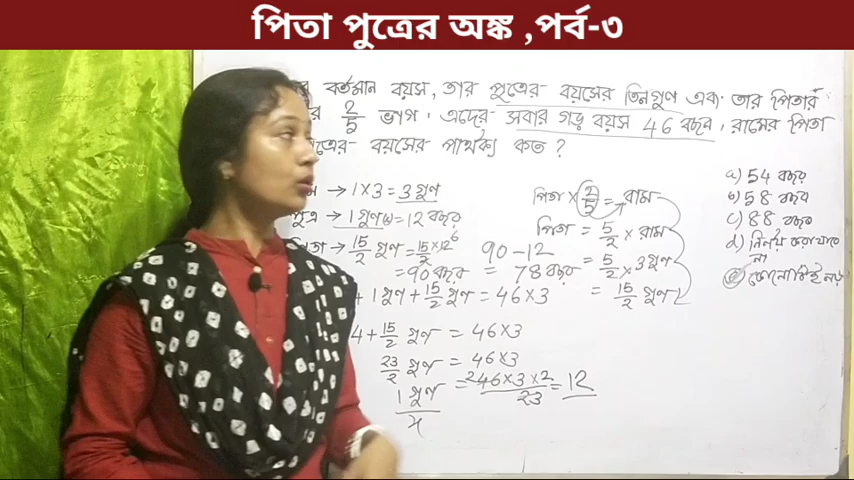 পিতা পুত্রের অঙ্ক ,পর্ব-৩
বর্তমান বয়স, তার পুত্রের বয়সের তিনগুণ এবং তার পিতার
2/5 ভাগ। এদের সবার গড় বয়স 46 বছর, রামের পিতা
বয়সের পার্থক্য কত ?
→ 1×3 = 3 গুণ
পুত্র → 1 গুণ = 12 বছর
→ 15/2 গুণ = 15/2 × 12 6
= 90 বছর
90 - 12
= 78 বছর
+ 1 গুণ + 15/2 গুণ = 46×3
4 + 15/2 গুণ = 46×3
23/2 গুণ = 46×3
1 গুণ = 2 46×3×2/23 = 12
পিতা × 2/5 = রাম
পিতা = 5/2 × রাম
= 5/2 × 3 গুণ
= 15/2 গুণ
a) 54 বছর
b) 58 বছর
c) 88 বছর
d) নির্ণয় করা যাবে
না
e) কোনোটিই নয়